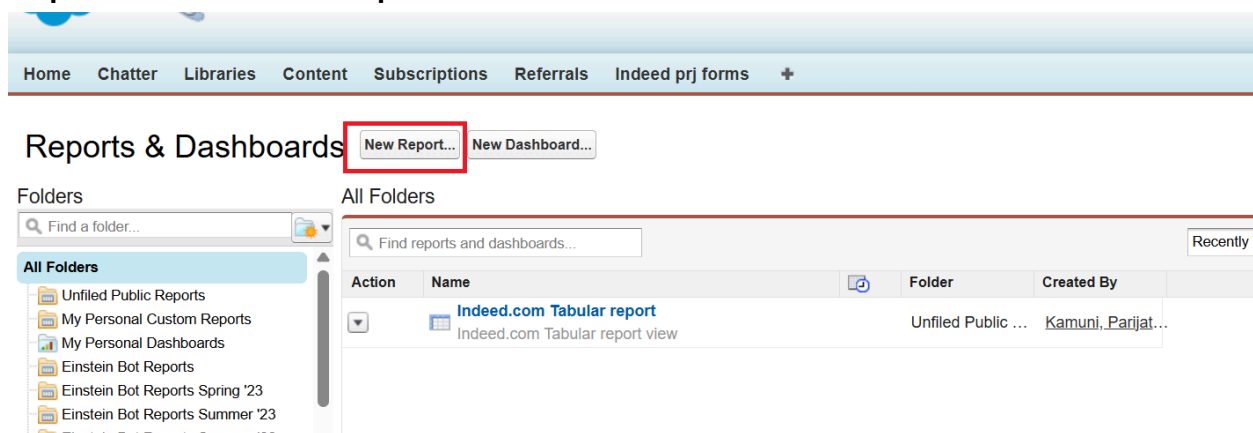 Home Chatter Libraries Content Subscriptions Referrals Indeed prj forms +
Reports & Dashboards New Report... New Dashboard...
Folders
Find a folder...
All Folders
Unfiled Public Reports
My Personal Custom Reports
My Personal Dashboards
Einstein Bot Reports
Einstein Bot Reports Spring '23
Einstein Bot Reports Summer '23
All Folders
Find reports and dashboards...
Recently
Action Name Folder Created By
Indeed.com Tabular report
Indeed.com Tabular report view
Unfiled Public ... Kamuni, Parijat...